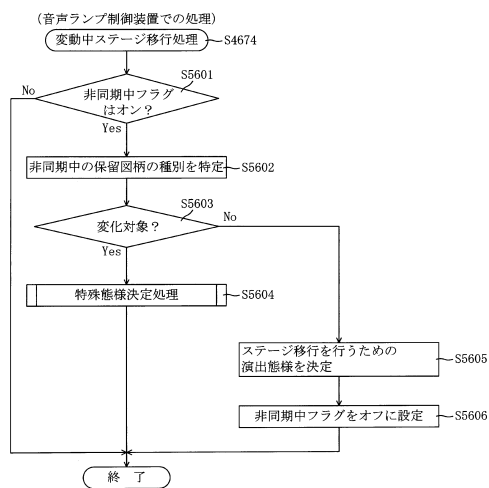 (音声ランプ制御装置での処理)
変動中ステージ移行処理
S4674
S5601
No
非同期中フラグ
はオン?
Yes
非同期中の保留図柄の種別を特定
S5602
S5603
変化対象?
No
Yes
特殊態様決定処理
S5604
ステージ移行を行うための
演出態様を決定
S5605
非同期中フラグをオフに設定
S5606
終 了